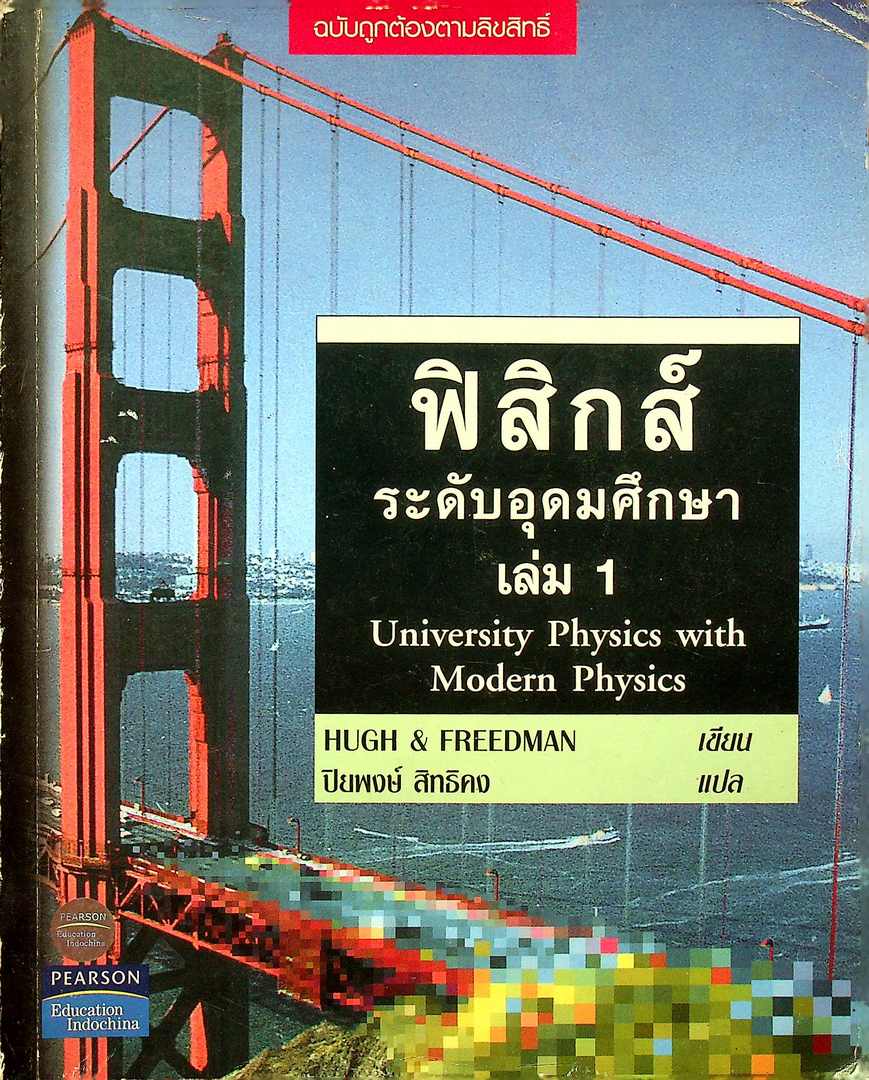 ฉบับถูกต้องตามลิขสิทธิ์
ฟิสิกส์
ระดับอุดมศึกษา
เล่ม 1
University Physics with
Modern Physics
HUGH & FREEDMAN เขียน
ปิยพงษ์ สิทธิคง แปล
PEARSON
Education
Indochina
PEARSON
Education
Indochina